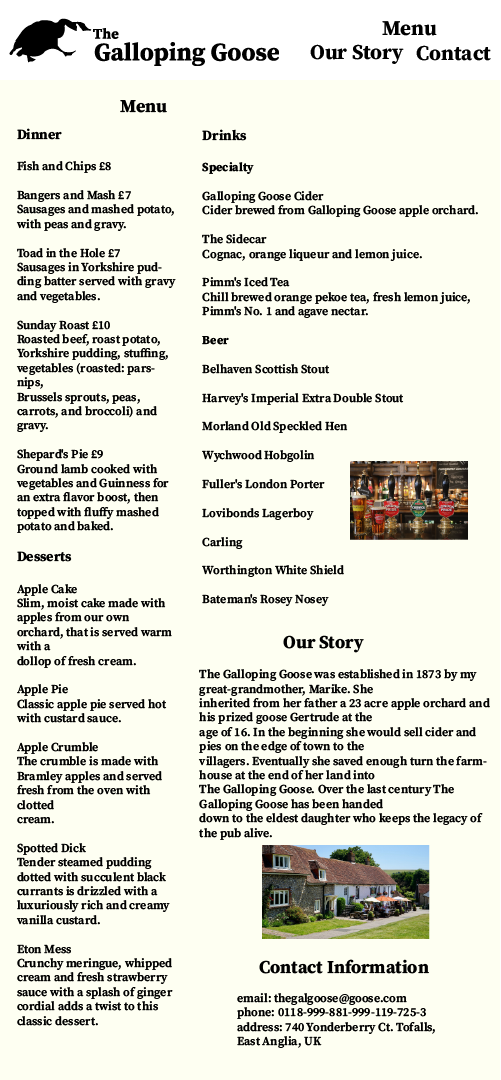 The
Galloping Goose
Menu
Our Story
Contact
Menu
Dinner
Fish and Chips £8
Bangers and Mash £7
Sausages and mashed potato,
with peas and gravy.
Toad in the Hole £7
Sausages in Yorkshire pud-
ding batter served with gravy
and vegetables.
Sunday Roast £10
Roasted beef, roast potato,
Yorkshire pudding, stuffing,
vegetables (roasted: pars-
nips,
Brussels sprouts, peas,
carrots, and broccoli) and
gravy.
Shepard's Pie £9
Ground lamb cooked with
vegetables and Guinness for
an extra flavor boost, then
topped with fluffy mashed
potato and baked.
Desserts
Apple Cake
Slim, moist cake made with
apples from our own
orchard, that is served warm
with a
dollop of fresh cream.
Apple Pie
Classic apple pie served hot
with custard sauce.
Apple Crumble
The crumble is made with
Bramley apples and served
fresh from the oven with
clotted
cream.
Spotted Dick
Tender steamed pudding
dotted with succulent black
currants is drizzled with a
luxuriously rich and creamy
vanilla custard.
Eton Mess
Crunchy meringue, whipped
cream and fresh strawberry
sauce with a splash of ginger
cordial adds a twist to this
classic dessert.
Drinks
Specialty
Galloping Goose Cider
Cider brewed from Galloping Goose apple orchard.
The Sidecar
Cognac, orange liqueur and lemon juice.
Pimm's Iced Tea
Chill brewed orange pekoe tea, fresh lemon juice,
Pimm's No. 1 and agave nectar.
Beer
Belhaven Scottish Stout
Harvey's Imperial Extra Double Stout
Morland Old Speckled Hen
Wychwood Hobgolin
Fuller's London Porter
Lovibonds Lagerboy
Carling
Worthington White Shield
Bateman's Rosey Nosey
Our Story
The Galloping Goose was established in 1873 by my
great-grandmother, Marike. She
inherited from her father a 23 acre apple orchard and
his prized goose Gertrude at the
age of 16. In the beginning she would sell cider and
pies on the edge of town to the
villagers. Eventually she saved enough turn the farm-
house at the end of her land into
The Galloping Goose. Over the last century The
Galloping Goose has been handed
down to the eldest daughter who keeps the legacy of
the pub alive.
Contact Information
email: thegalgoose@goose.com
phone: 0118-999-881-999-119-725-3
address: 740 Yonderberry Ct. Tofalls,
East Anglia, UK